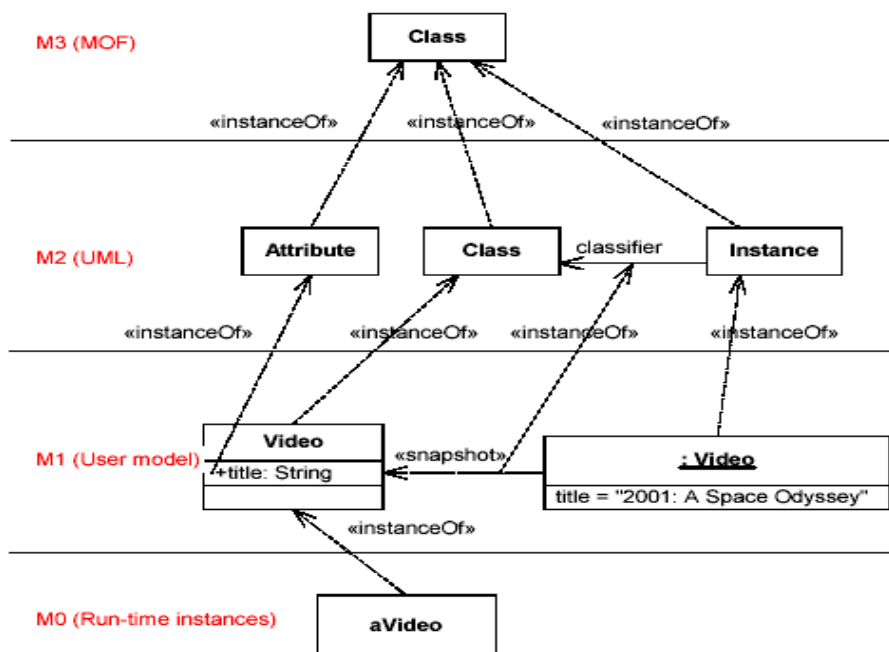 Class
M3 (MOF)
«instanceOf» «instanceOf» «instanceOf»
Attribute Class classifier Instance
M2 (UML)
«instanceOf» «instanceOf» «instanceOf» «instanceOf»
Video
«snapshot» : Video
M1 (User model) +title: String
title = "2001: A Space Odyssey"
«instanceOf»
M0 (Run-time instances) aVideo